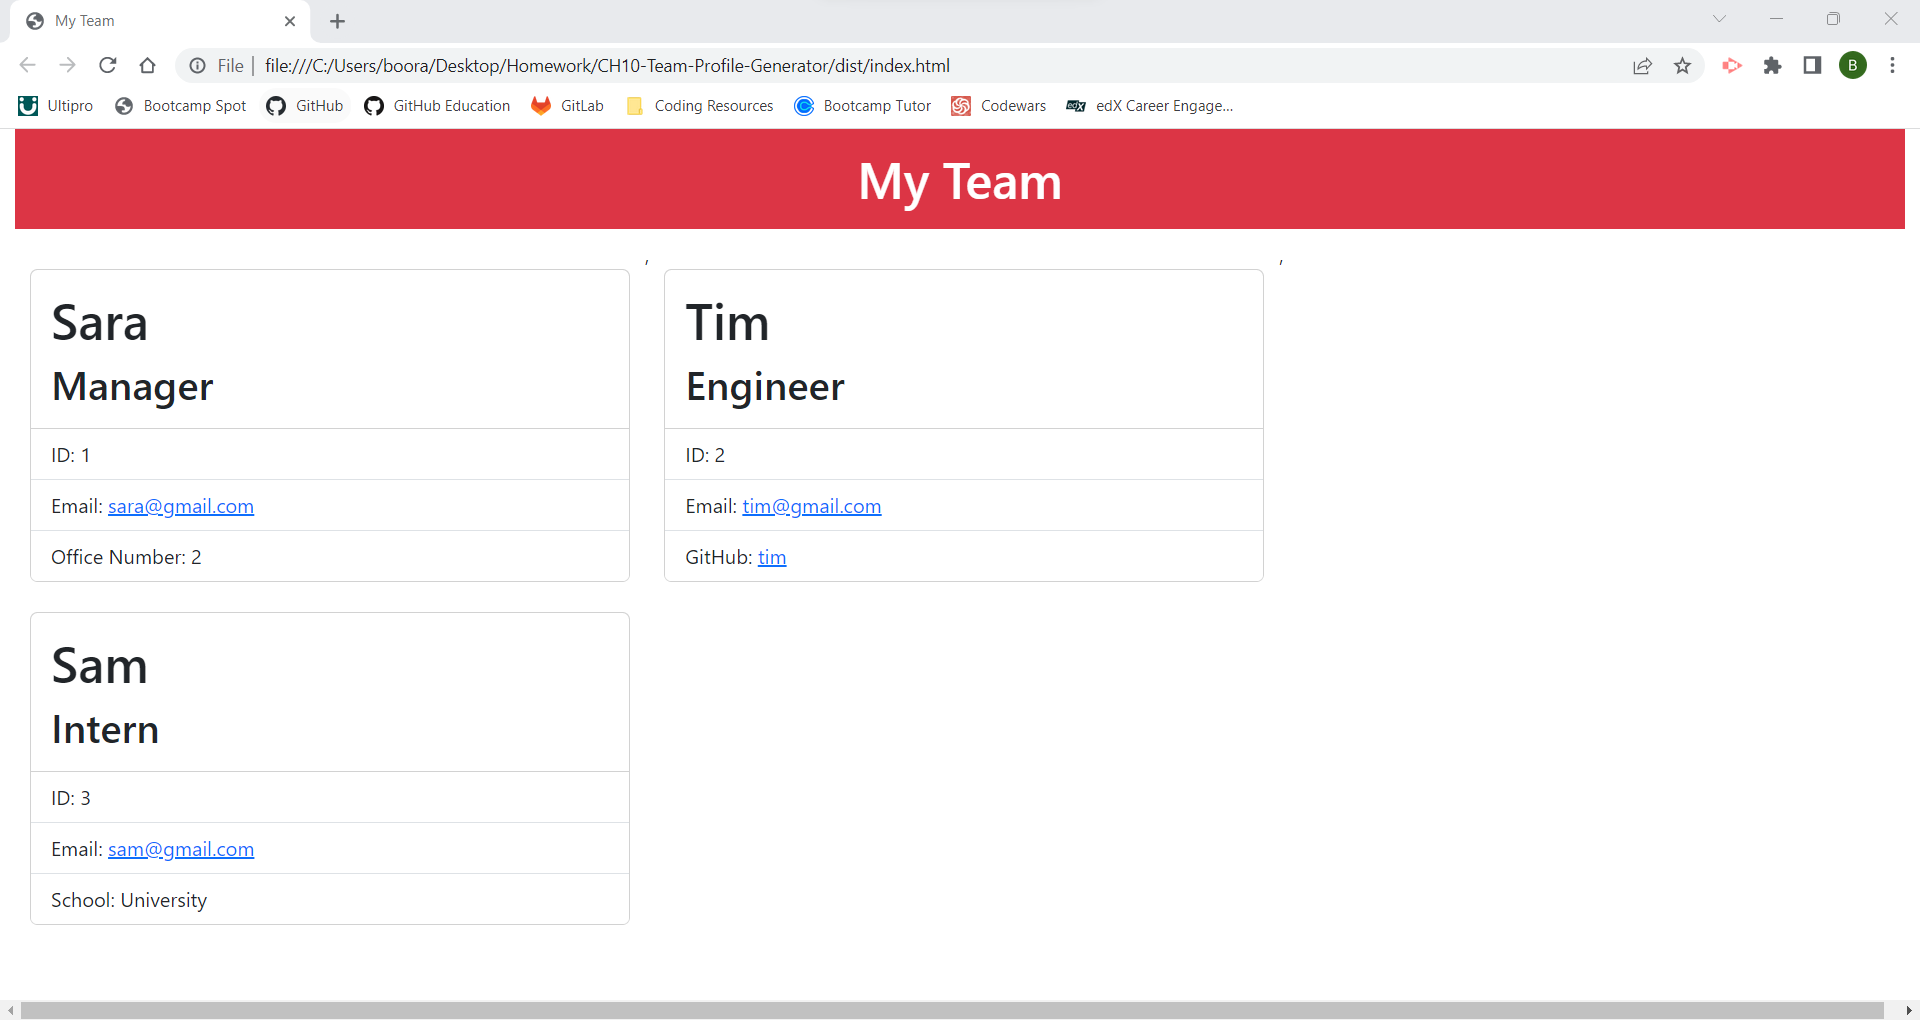 My Team
File
file:///C:/Users/boora/Desktop/Homework/CH10-Team-Profile-Generator/dist/index.html
B
Ultipro
Bootcamp Spot
GitHub
GitHub Education
GitLab
Coding Resources
Bootcamp Tutor
Codewars
edX
edX Career Engage...
My Team
,
,
Sara
Manager
ID: 1
Email: sara@gmail.com
Office Number: 2
Tim
Engineer
ID: 2
Email: tim@gmail.com
GitHub: tim
Sam
Intern
ID: 3
Email: sam@gmail.com
School: University